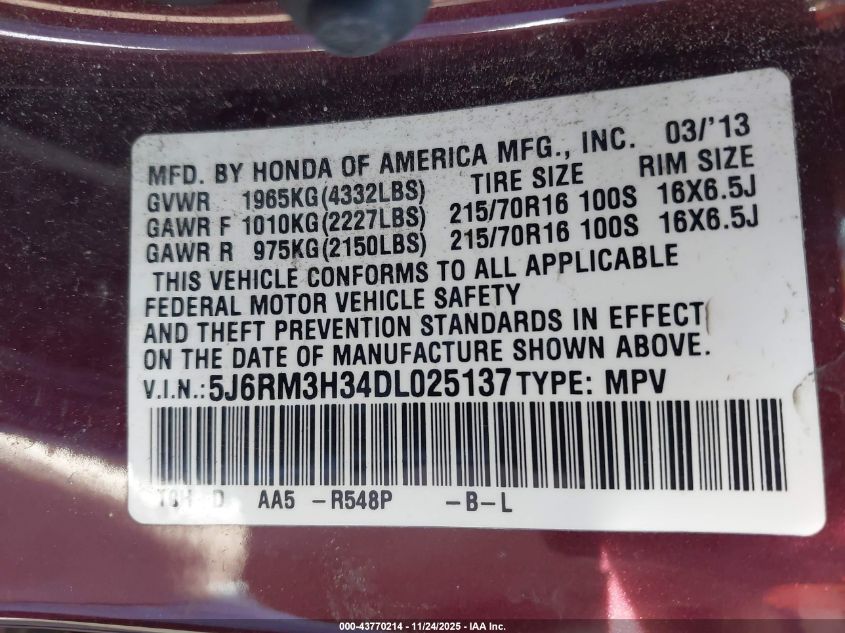 MFD. BY HONDA OF AMERICA MFG., INC. 03/'13
GVWR 1965KG(4332LBS) TIRE SIZE RIM SIZE
GAWR F 1010KG(2227LBS) 215/70R16 100S 16X6.5J
GAWR R 975KG(2150LBS) 215/70R16 100S 16X6.5J
THIS VEHICLE CONFORMS TO ALL APPLICABLE
FEDERAL MOTOR VEHICLE SAFETY
AND THEFT PREVENTION STANDARDS IN EFFECT
ON THE DATE OF MANUFACTURE SHOWN ABOVE.
V.I.N.: 5J6RM3H34DL025137 TYPE: MPV
D AA5 -R548P -B-L
000-43770214 - 11/24/2025 - IAA Inc.